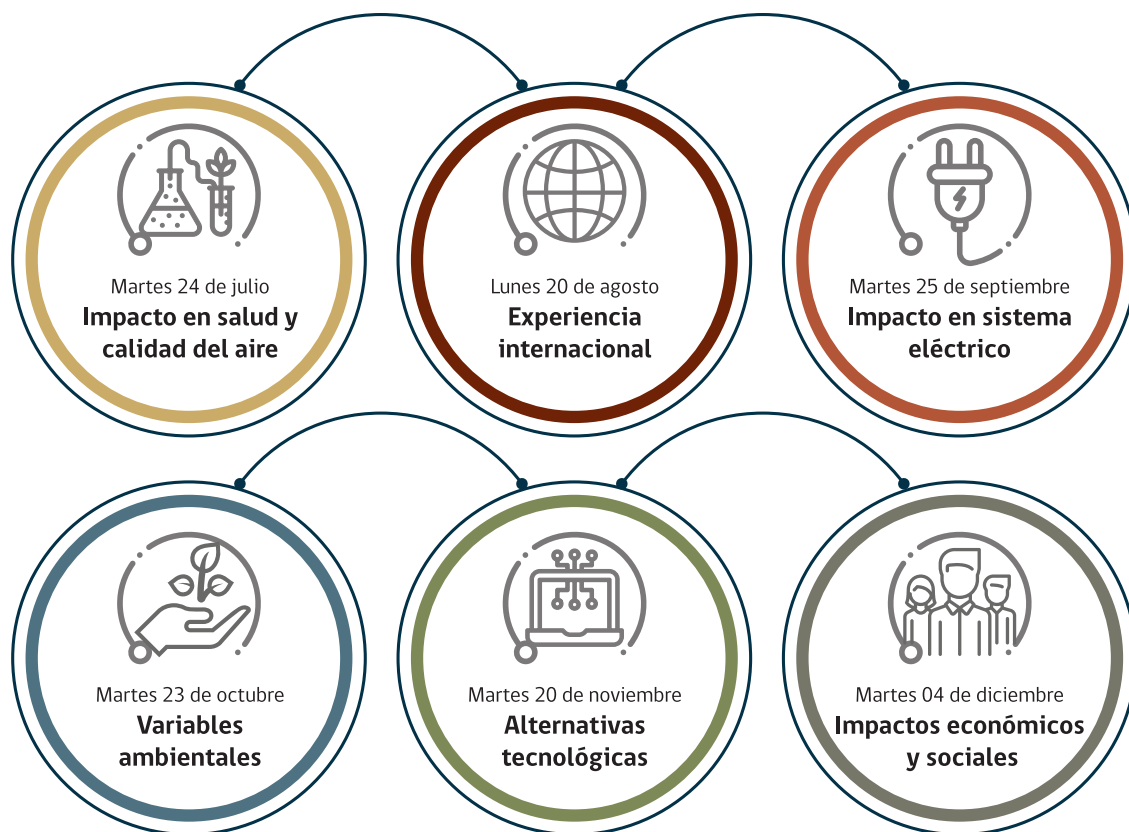 Martes 24 de julio
Impacto en salud y
calidad del aire
Lunes 20 de agosto
Experiencia
internacional
Martes 25 de septiembre
Impacto en sistema
eléctrico
Martes 23 de octubre
Variables
ambientales
Martes 20 de noviembre
Alternativas
tecnológicas
Martes 04 de diciembre
Impactos económicos
y sociales